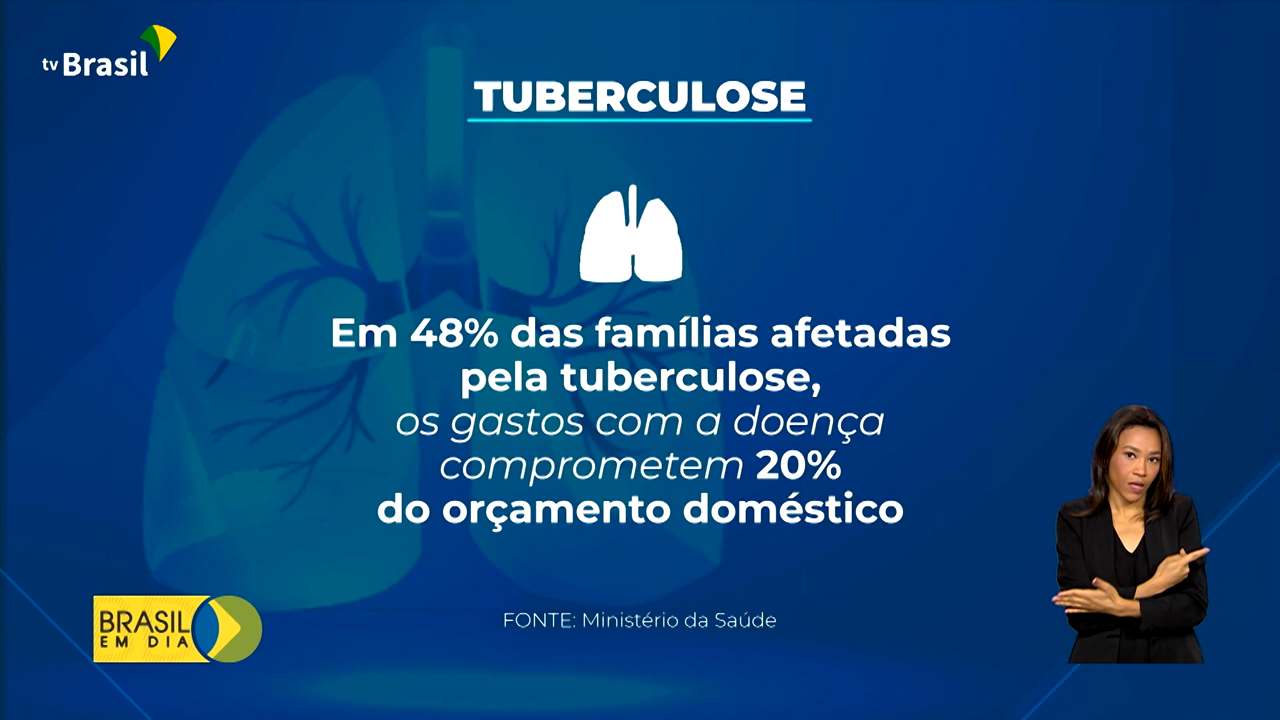 tv Brasil
TUBERCULOSE
Em 48% das famílias afetadas
pela tuberculose,
os gastos com a doença
comprometem 20%
do orçamento doméstico
FONTE: Ministério da Saúde
BRASIL
EM DIA